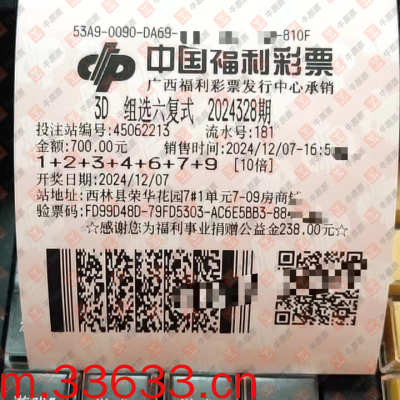 53A9-0090-DA69- -810F
中国福利彩票
广西福利彩票发行中心承销
3D 组选六复式 2024328期
投注站编号:45062213 流水号:181
金额:700.00元 销售时间:2024/12/07-16:5
1+2+3+4+6+7+9 [10倍]
开奖日期:2024/12/07
站地址:西林县荣华花园7#1单元7-09房商铺
验票码:FD99D48D-79FD5303-AC6E5BB3-88
☆感谢您为福利事业捐赠公益金238.00元☆
m.33633.cn